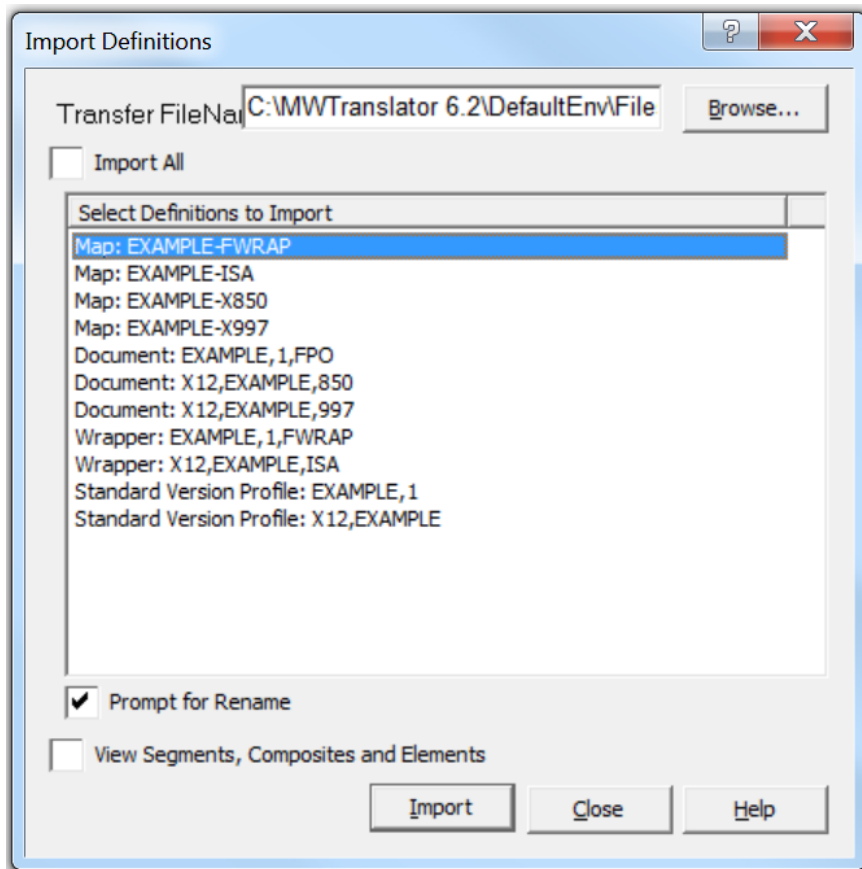 Import Definitions
Transfer FileNa
C:\MWTranslator 6.2\DefaultEnv\File
Browse...
Import All
Select Definitions to Import
Map: EXAMPLE-FWRAP
Map: EXAMPLE-ISA
Map: EXAMPLE-X850
Map: EXAMPLE-X997
Document: EXAMPLE,1,FPO
Document: X12,EXAMPLE,850
Document: X12,EXAMPLE,997
Wrapper: EXAMPLE,1,FWRAP
Wrapper: X12,EXAMPLE,ISA
Standard Version Profile: EXAMPLE,1
Standard Version Profile: X12,EXAMPLE
Prompt for Rename
View Segments, Composites and Elements
Import
Close
Help